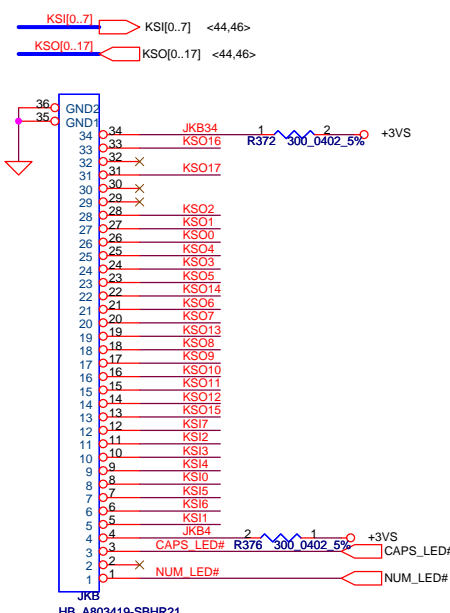 KSI[0..7] KSI[0..7] <44,46>
KSO[0..17] KSO[0..17] <44,46>
36 GND2
35 GND1
34 34 JKB34 1 2 +3VS
R372 300_0402_5%
33 33 KSO16
32 32
31 31 KSO17
30 30
29 29
28 28 KSO2
27 27 KSO1
26 26 KSO0
25 25 KSO4
24 24 KSO3
23 23 KSO5
22 22 KSO14
21 21 KSO6
20 20 KSO7
19 19 KSO13
18 18 KSO8
17 17 KSO9
16 16 KSO10
15 15 KSO11
14 14 KSO12
13 13 KSO15
12 12 KSI7
11 11 KSI2
10 10 KSI3
9 9 KSI4
8 8 KSI0
7 7 KSI5
6 6 KSI6
5 5 KSI1
4 4 JKB4 2 1 +3VS
R376 300_0402_5%
3 3 CAPS_LED# CAPS_LED#
2 2
1 1 NUM_LED# NUM_LED#
JKB
HB_A803419-SBHR21